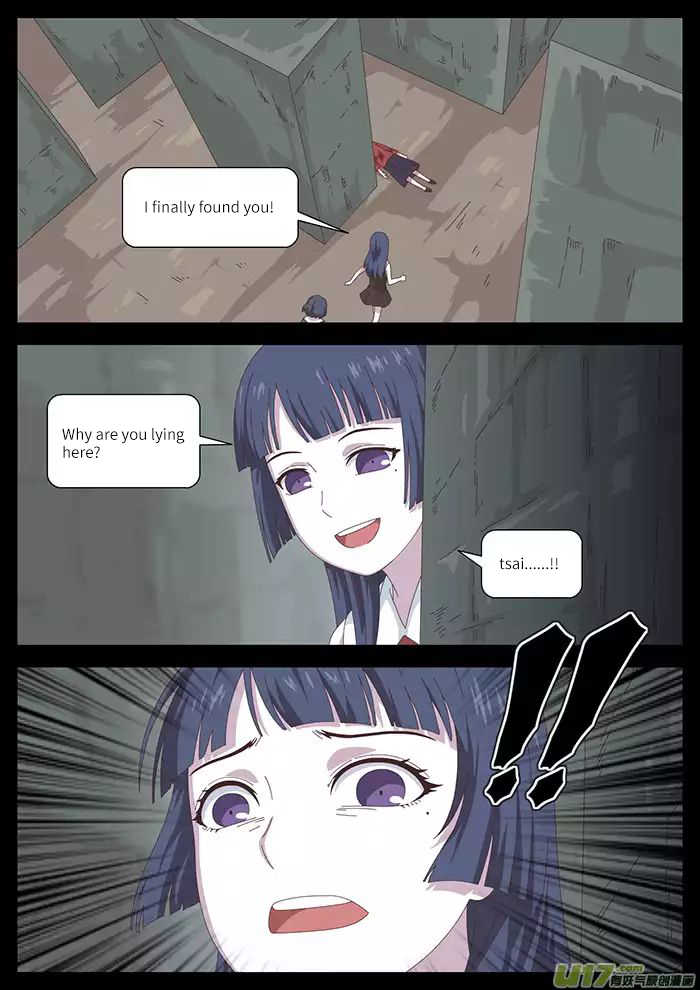 I finally found you!
Why are you lying
here?
tsai......!!
!!
U17.com
有妖气原创漫画